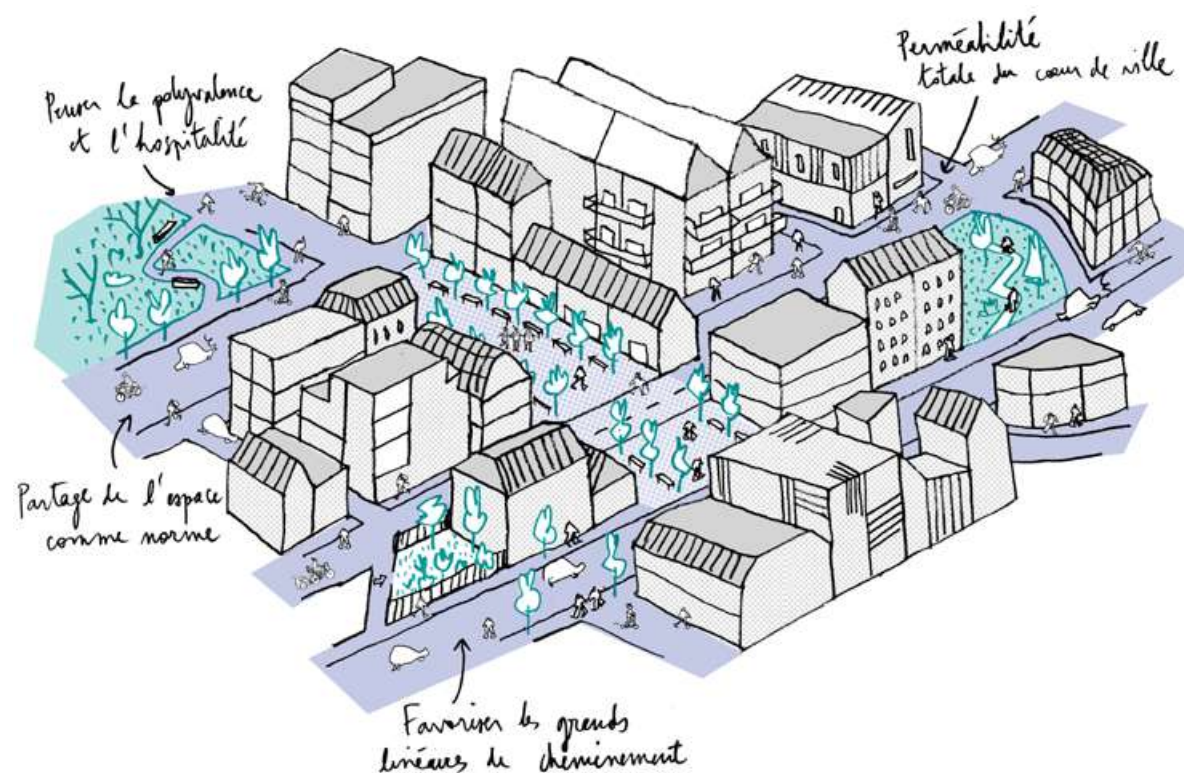 Penser la polyvalence
et l'hospitalité
Perméabilité
totale du cœur de ville
Partage de l'espace
comme norme
Favoriser les grands
linéaires de cheminement